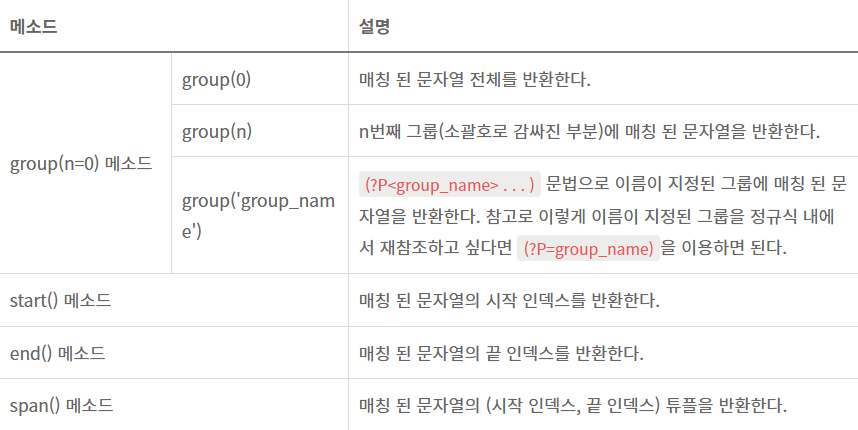 메소드
설명
group(0)
매칭 된 문자열 전체를 반환한다.
group(n)
n번째 그룹(소괄호로 감싸진 부분)에 매칭 된 문자열을 반환한다.
group(n=0) 메소드
group('group_nam
e')
(?P<group_name> . . . ) 문법으로 이름이 지정된 그룹에 매칭 된 문
자열을 반환한다. 참고로 이렇게 이름이 지정된 그룹을 정규식 내에
서 재참조하고 싶다면 (?P=group_name)을 이용하면 된다.
start() 메소드
매칭 된 문자열의 시작 인덱스를 반환한다.
end() 메소드
매칭 된 문자열의 끝 인덱스를 반환한다.
span() 메소드
매칭 된 문자열의 (시작 인덱스, 끝 인덱스) 튜플을 반환한다.